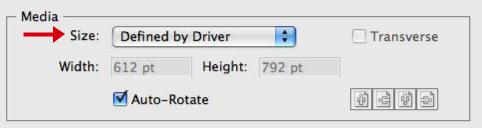 Media
Size: Defined by Driver Transverse
Width: 612 pt Height: 792 pt
Auto-Rotate